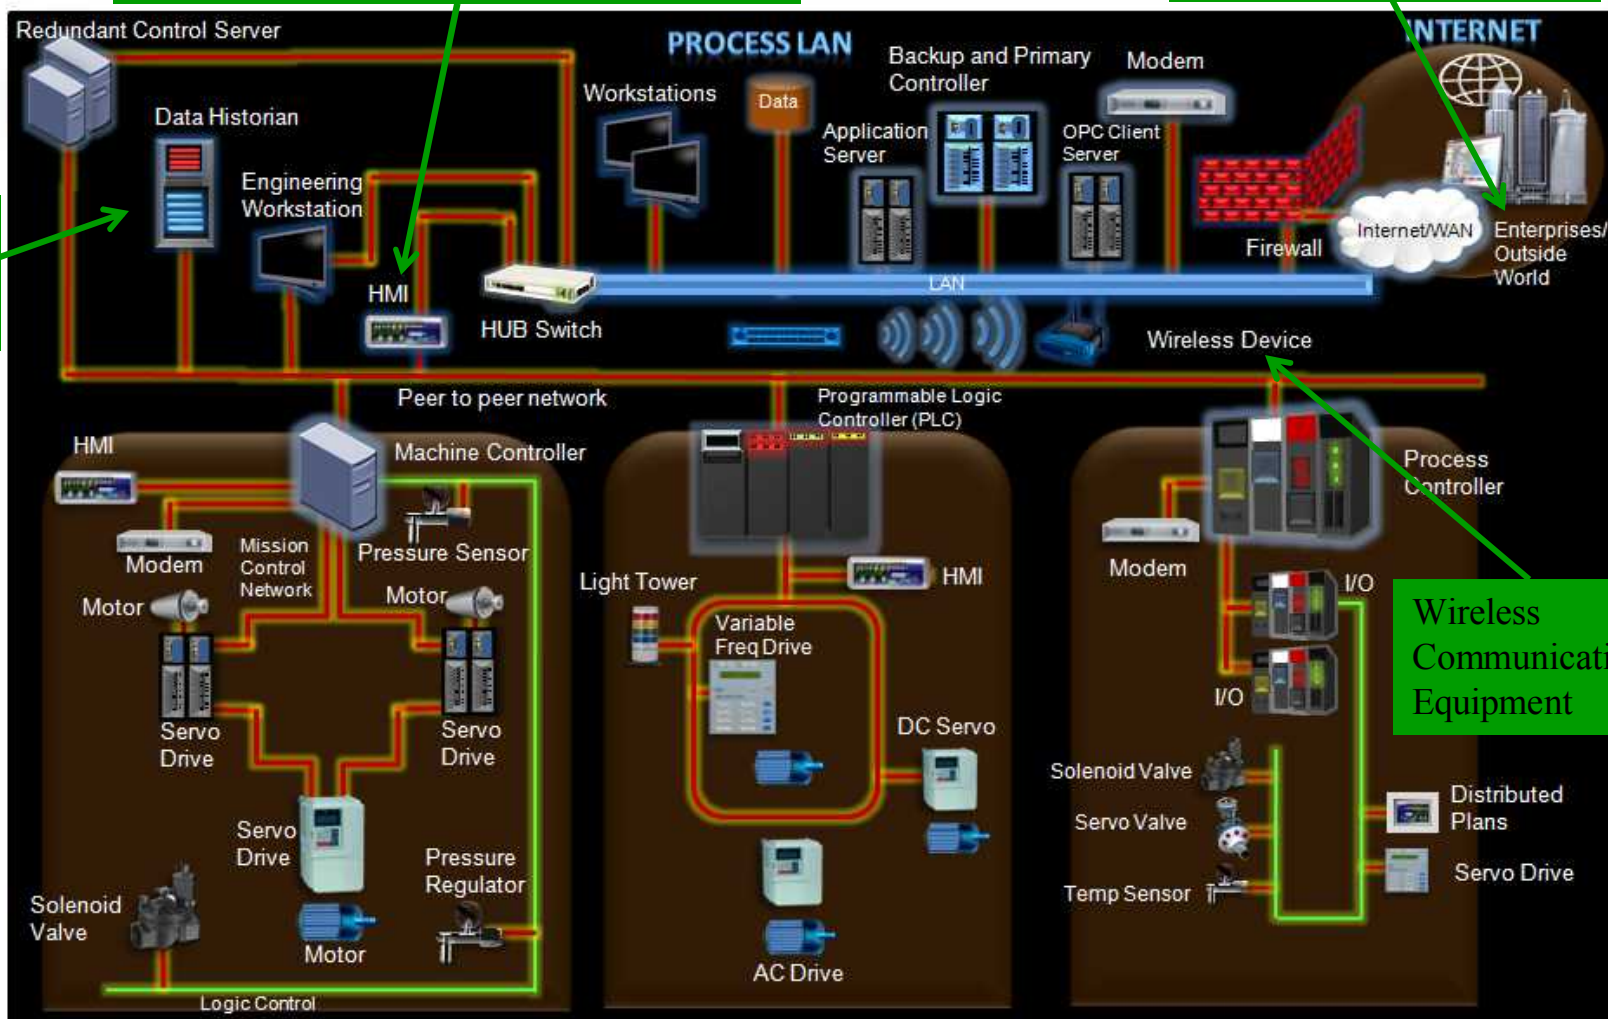 Redundant Control Server
PROCESS LAN
INTERNET
Data Historian
Engineering
Workstation
HMI
HUB Switch
Workstations
Data
Application
Server
Backup and Primary
Controller
OPC Client
Server
Modem
Firewall
Internet/WAN
Enterprises/
Outside
World
LAN
Wireless Device
Peer to peer network
HMI
Machine Controller
Modem
Mission
Control
Network
Pressure Sensor
Motor
Motor
Servo
Drive
Servo
Drive
Servo
Drive
Motor
Solenoid
Valve
Pressure
Regulator
Logic Control
Programmable Logic
Controller (PLC)
Light Tower
HMI
Variable
Freq Drive
DC Servo
AC Drive
Process
Controller
Modem
I/O
I/O
Wireless
Equipment
Solenoid Valve
Servo Valve
Temp Sensor
Distributed
Plans
Servo Drive